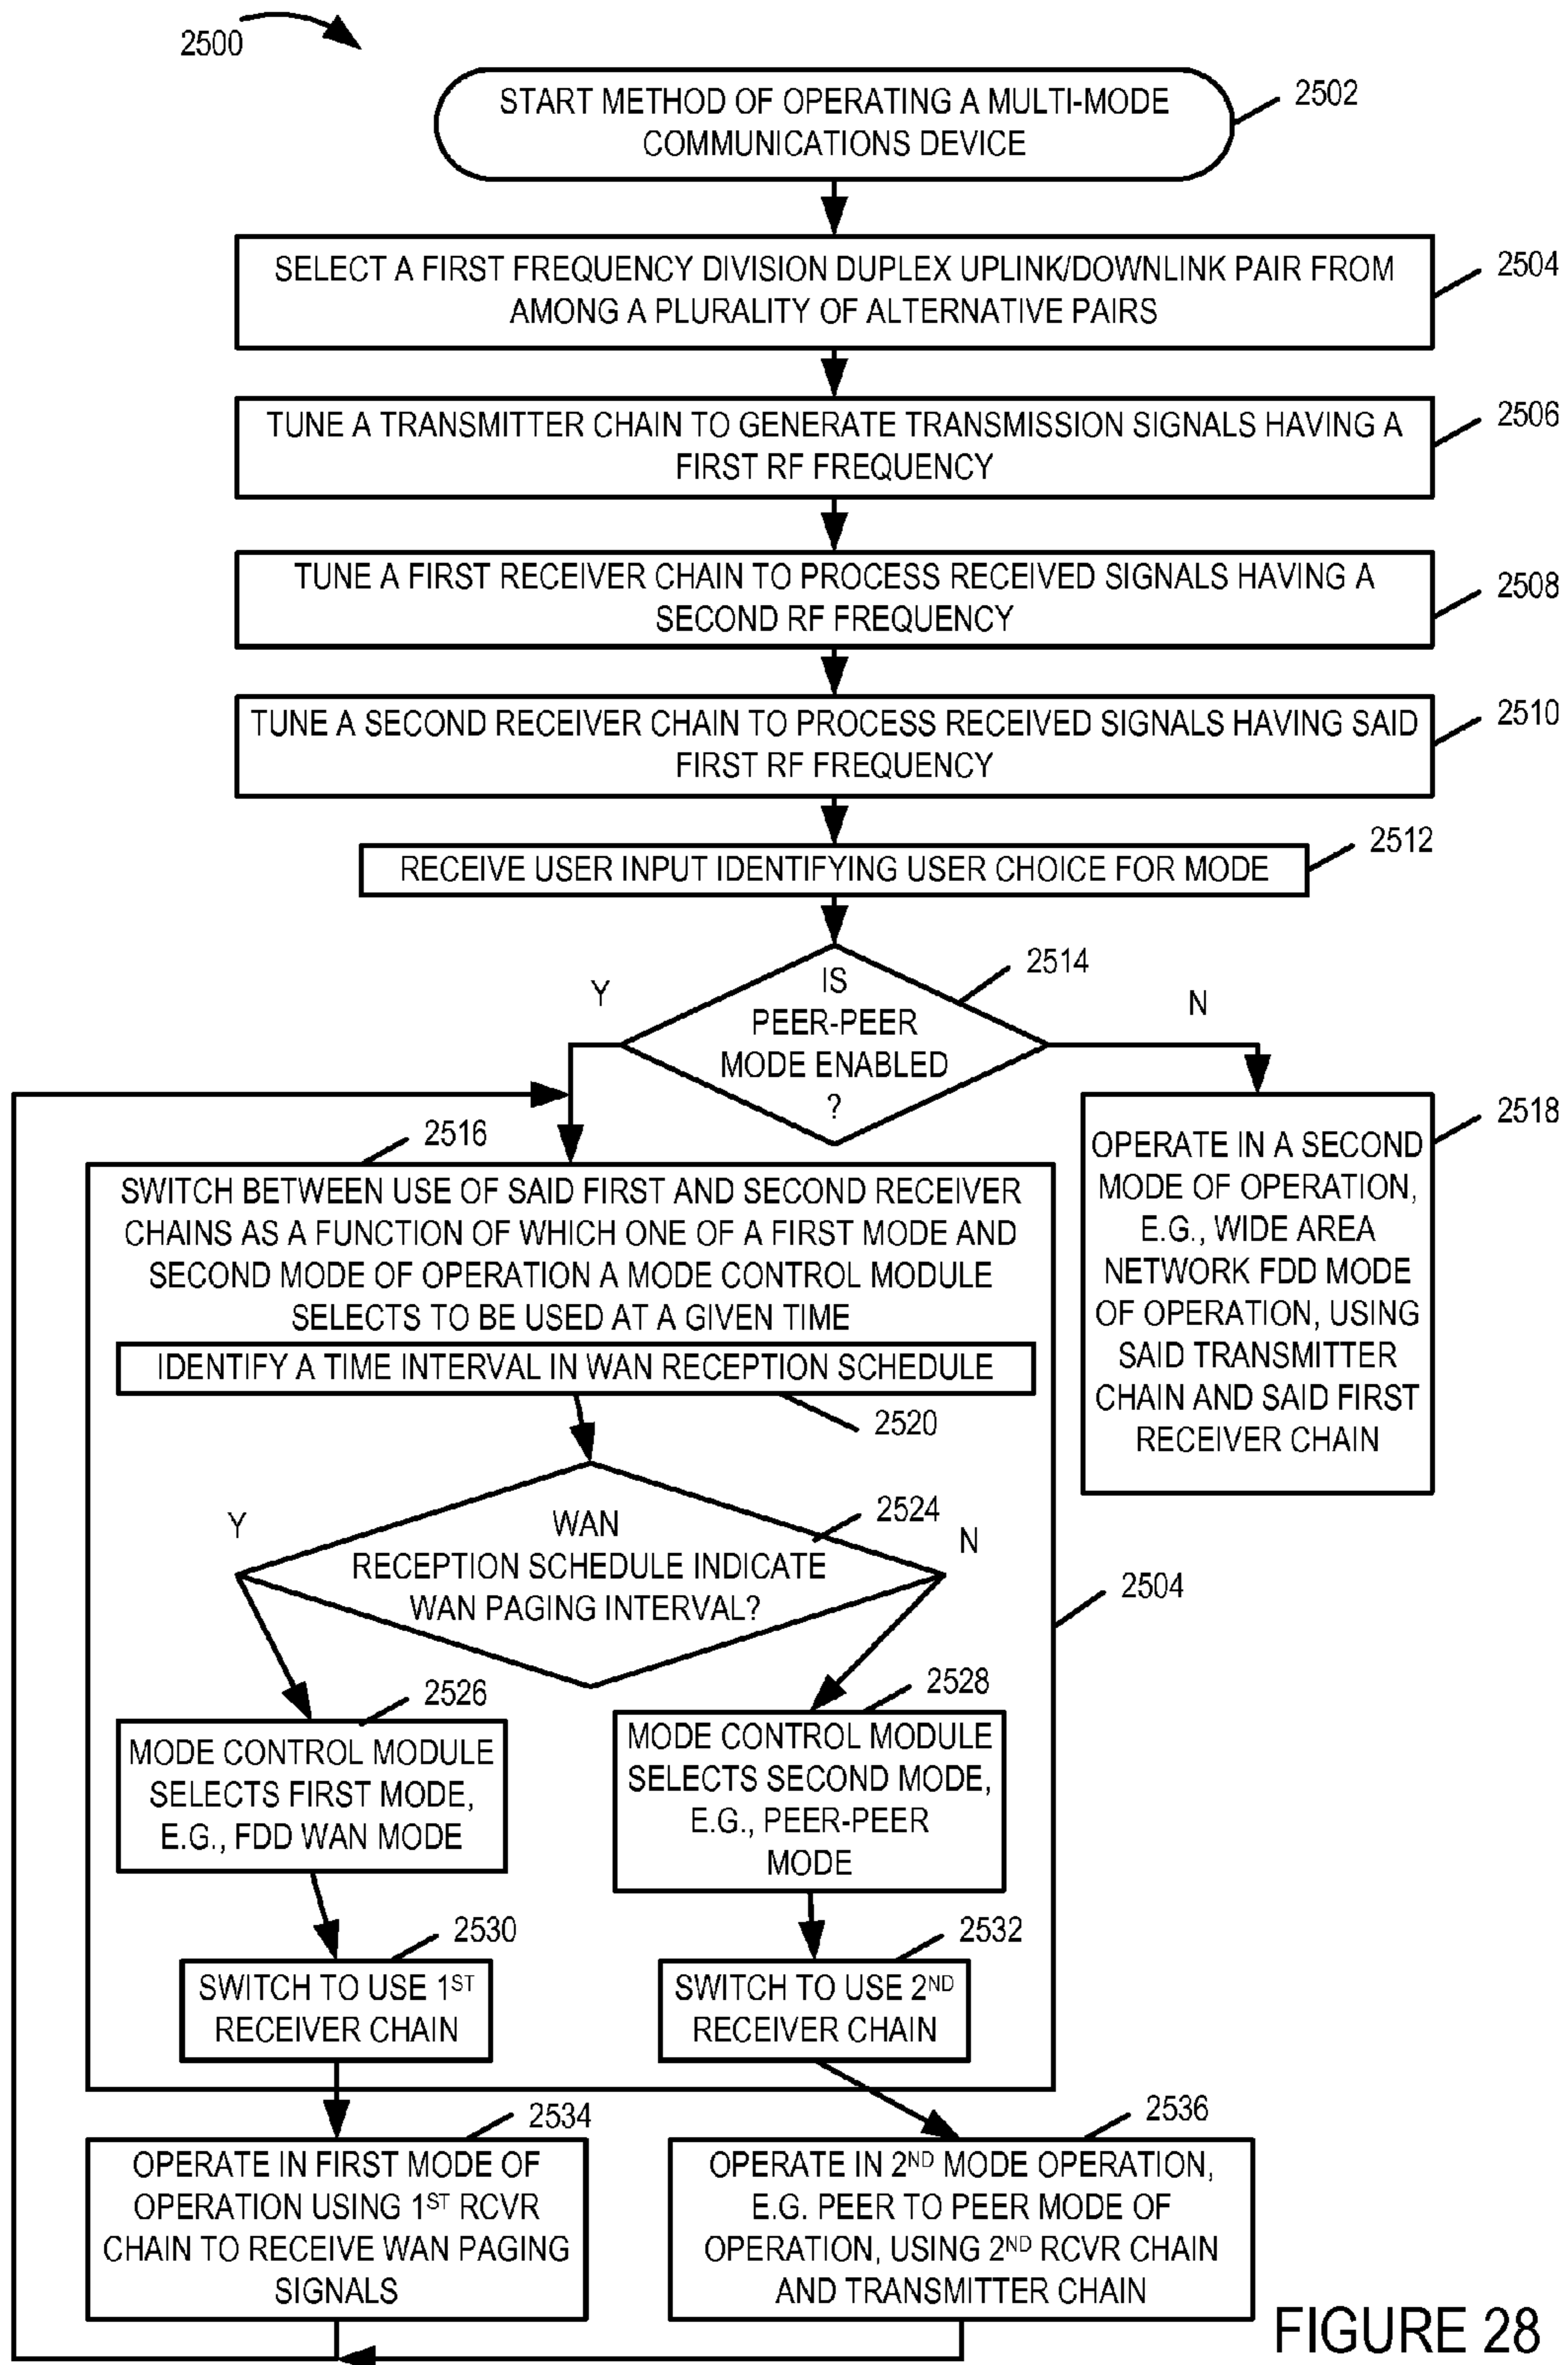 2500
START METHOD OF OPERATING A MULTI-MODE
COMMUNICATIONS DEVICE
2502
SELECT A FIRST FREQUENCY DIVISION DUPLEX UPLINK/DOWNLINK PAIR FROM
AMONG A PLURALITY OF ALTERNATIVE PAIRS
2504
TUNE A TRANSMITTER CHAIN TO GENERATE TRANSMISSION SIGNALS HAVING A
FIRST RF FREQUENCY
2506
TUNE A FIRST RECEIVER CHAIN TO PROCESS RECEIVED SIGNALS HAVING A
SECOND RF FREQUENCY
2508
TUNE A SECOND RECEIVER CHAIN TO PROCESS RECEIVED SIGNALS HAVING SAID
FIRST RF FREQUENCY
2510
RECEIVE USER INPUT IDENTIFYING USER CHOICE FOR MODE
2512
IS
PEER-PEER
MODE ENABLED
?
2514
Y
N
2516
SWITCH BETWEEN USE OF SAID FIRST AND SECOND RECEIVER
CHAINS AS A FUNCTION OF WHICH ONE OF A FIRST MODE AND
SECOND MODE OF OPERATION A MODE CONTROL MODULE
SELECTS TO BE USED AT A GIVEN TIME
2518
OPERATE IN A SECOND
MODE OF OPERATION,
E.G., WIDE AREA
NETWORK FDD MODE
OF OPERATION, USING
SAID TRANSMITTER
CHAIN AND SAID FIRST
RECEIVER CHAIN
IDENTIFY A TIME INTERVAL IN WAN RECEPTION SCHEDULE
2520
WAN
RECEPTION SCHEDULE INDICATE
WAN PAGING INTERVAL?
2524
Y
N
2504
2526
MODE CONTROL MODULE
SELECTS FIRST MODE,
E.G., FDD WAN MODE
2528
MODE CONTROL MODULE
SELECTS SECOND MODE,
E.G., PEER-PEER
MODE
2530
SWITCH TO USE 1ST
RECEIVER CHAIN
2532
SWITCH TO USE 2ND
RECEIVER CHAIN
2534
OPERATE IN FIRST MODE OF
OPERATION USING 1ST RCVR
CHAIN TO RECEIVE WAN PAGING
SIGNALS
2536
OPERATE IN 2ND MODE OPERATION,
E.G. PEER TO PEER MODE OF
OPERATION, USING 2ND RCVR CHAIN
AND TRANSMITTER CHAIN
FIGURE 28